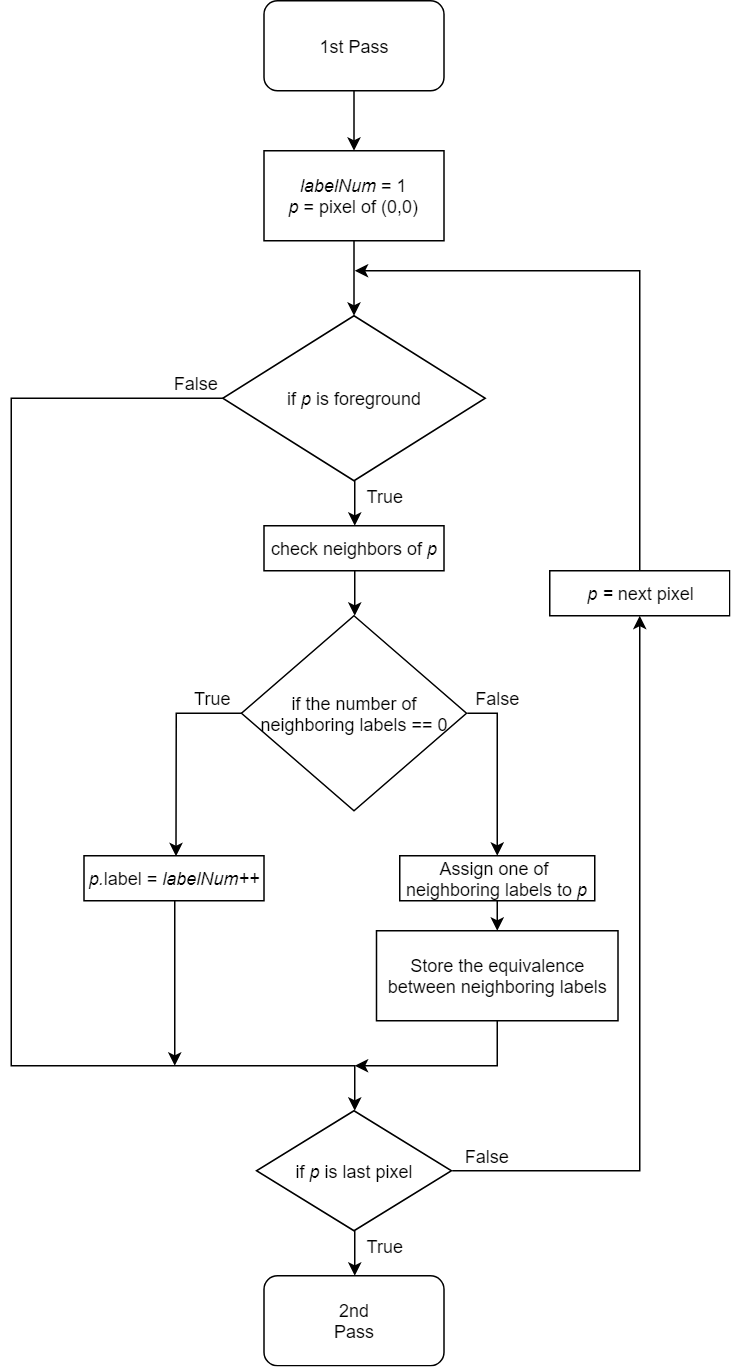 1st Pass
labelNum = 1
p = pixel of (0,0)
False
if p is foreground
True
check neighbors of p
p = next pixel
True
if the number of
neighboring labels == 0
False
p.label = labelNum++
Assign one of
neighboring labels to p
Store the equivalence
between neighboring labels
if p is last pixel
False
True
2nd
Pass